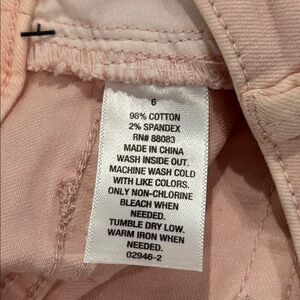 6
98% COTTON
2% SPANDEX
RN# 88083
MADE IN CHINA
WASH INSIDE OUT.
MACHINE WASH COLD
WITH LIKE COLORS.
ONLY NON-CHLORINE
BLEACH WHEN
NEEDED.
TUMBLE DRY LOW.
WARM IRON WHEN
NEEDED.
02946-2